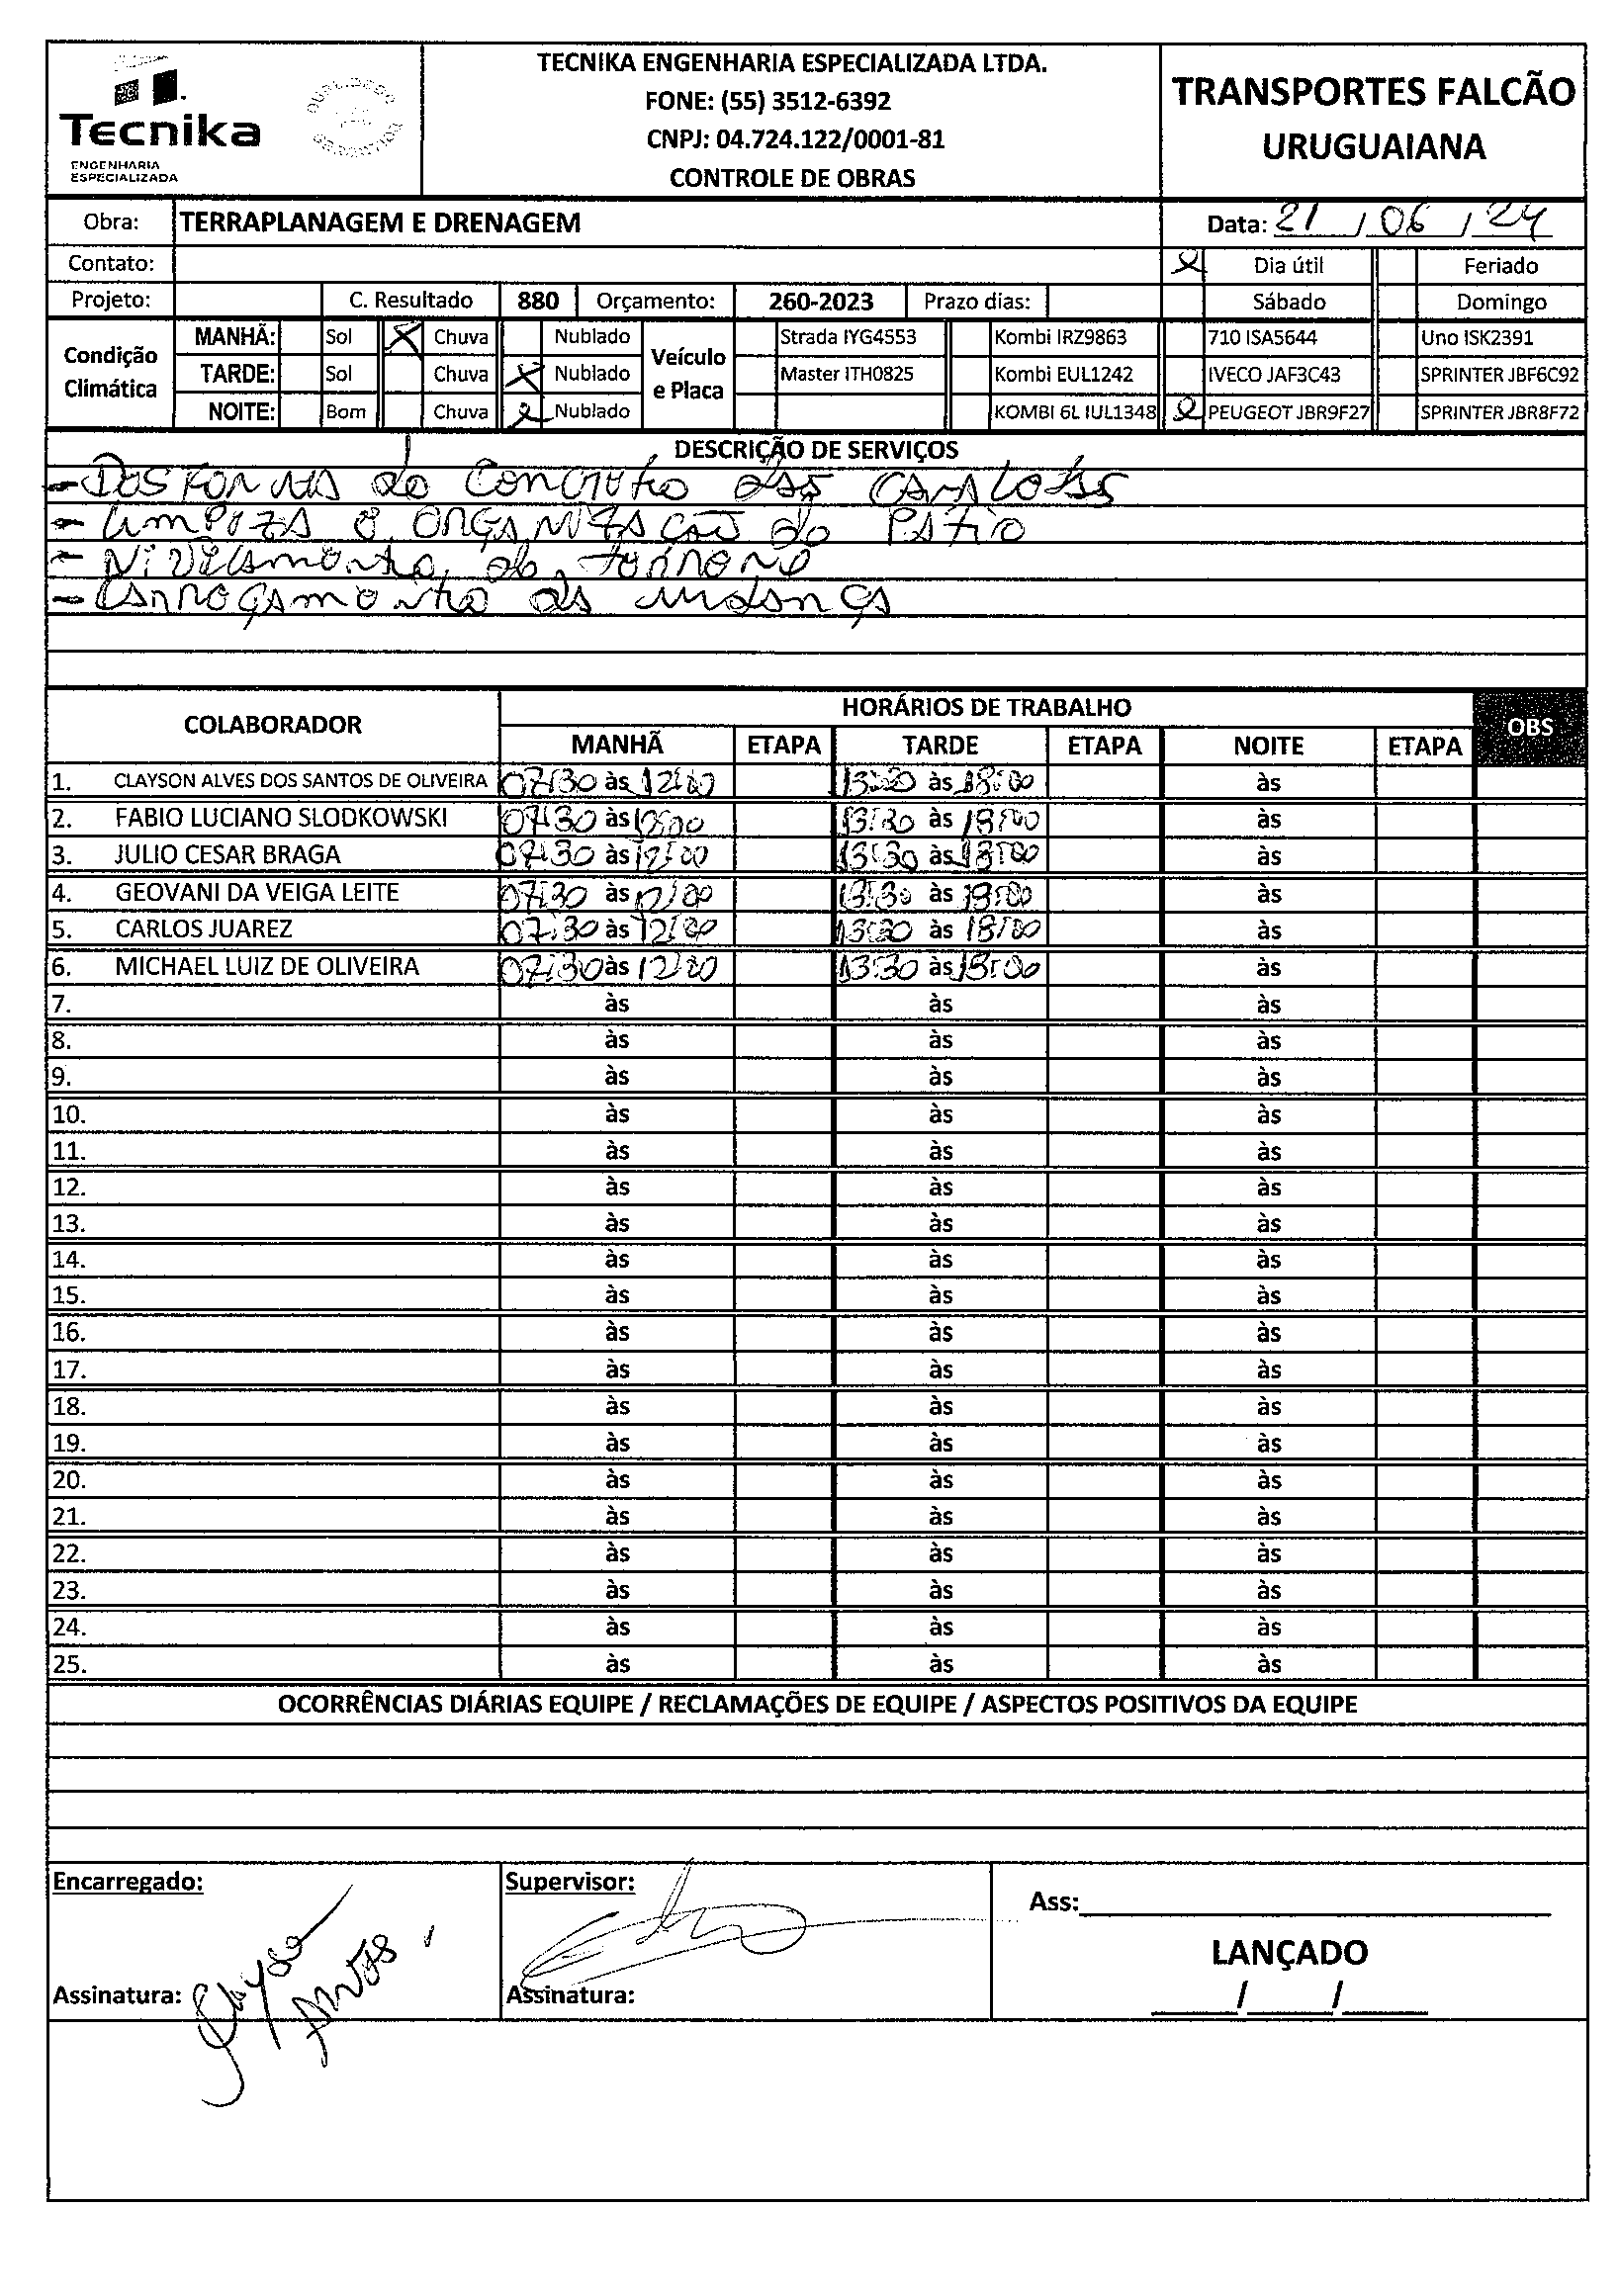 Tecnika
ENGENHARIA
ESPECIALIZADA
TECNIKA ENGENHARIA ESPECIALIZADA LTDA.
FONE: (55) 3512-6392
CNPJ: 04.724.122/0001-81
CONTROLE DE OBRAS
TRANSPORTES FALCÃO
URUGUAIANA
Obra: TERRAPLANAGEM E DRENAGEM Data: 21 / 06 / 24
Contato: Dia útil Feriado
Projeto: C. Resultado 880 Orçamento: 260-2023 Prazo dias: Sábado Domingo
Condição Climática
MANHÃ: Sol X Chuva Nublado
TARDE: Sol Chuva X Nublado
NOITE: Bom Chuva X Nublado
Veículo e Placa
Strada IYG4553 Kombi IRZ9863 710 ISA5644 Uno ISK2391
Master ITH0825 Kombi EUL1242 IVECO JAF3C43 SPRINTER JBF6C92
KOMBI 6L IUL1348 X PEUGEOT JBR9F27 SPRINTER JBR8F72
DESCRIÇÃO DE SERVIÇOS
- Desforma do Concreto das
- Limpeza e organização do Patio
- Nivelamento do terreno
- Carregamento da mudança
COLABORADOR HORÁRIOS DE TRABALHO OBS
MANHÃ ETAPA TARDE ETAPA NOITE ETAPA
1. CLAYSON ALVES DOS SANTOS DE OLIVEIRA 07:30 às 12:00 13:30 às 18:00 às
2. FABIO LUCIANO SLODKOWSKI 07:30 às 12:00 13:30 às 18:00 às
3. JULIO CESAR BRAGA 07:30 às 12:00 13:30 às 18:00 às
4. GEOVANI DA VEIGA LEITE 07:30 às 12:00 13:30 às 18:00 às
5. CARLOS JUAREZ 07:30 às 12:00 13:30 às 18:00 às
6. MICHAEL LUIZ DE OLIVEIRA 07:30 às 12:00 13:30 às 18:00 às
7. às às às
8. às às às
9. às às às
10. às às às
11. às às às
12. às às às
13. às às às
14. às às às
15. às às às
16. às às às
17. às às às
18. às às às
19. às às às
20. às às às
21. às às às
22. às às às
23. às às às
24. às às às
25. às às às
OCORRÊNCIAS DIÁRIAS EQUIPE / RECLAMAÇÕES DE EQUIPE / ASPECTOS POSITIVOS DA EQUIPE
Encarregado:
Assinatura: Clayson Alves
Supervisor:
Assinatura:
Ass:
LANÇADO
/ /